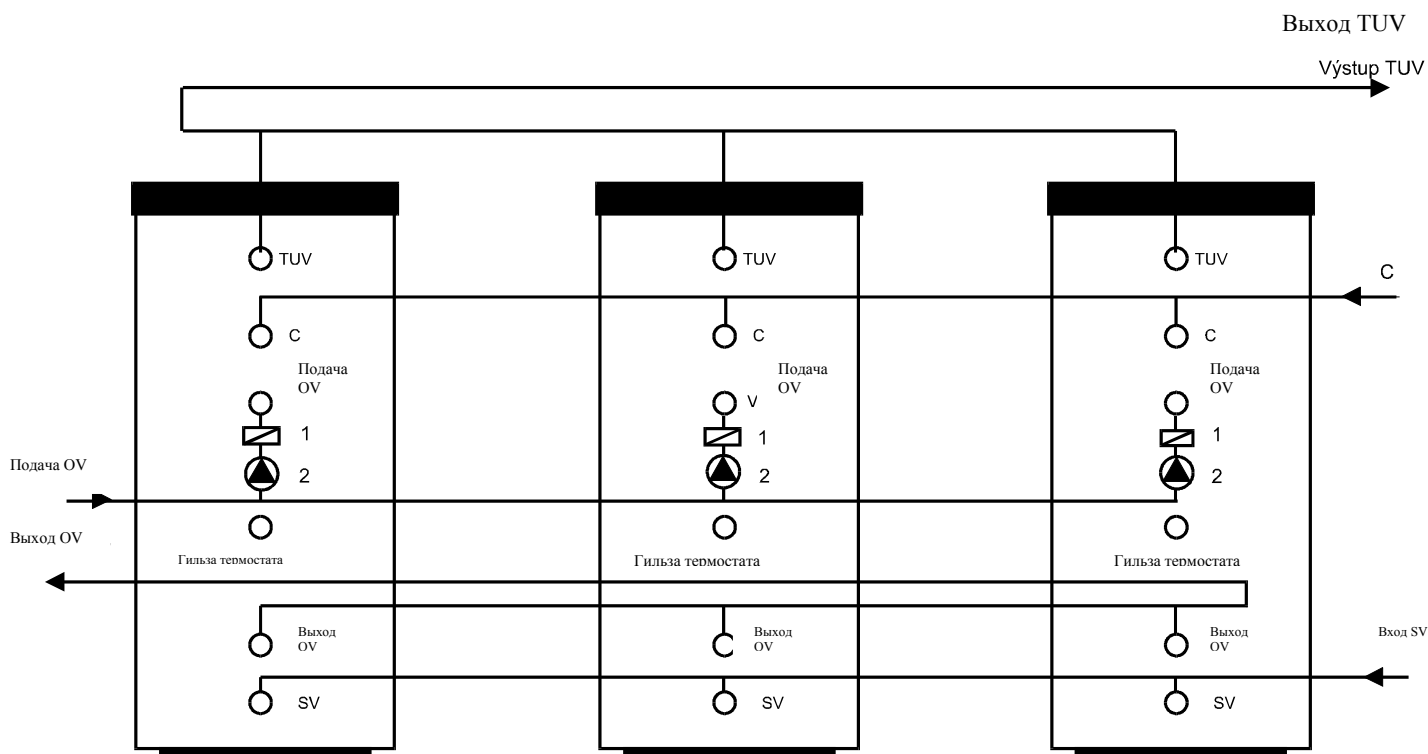 Выход TUV
Výstup TUV
TUV
TUV
TUV
C
C
C
C
Подача
OV
Подача
OV
Подача
OV
V
1
1
1
Подача OV
2
2
2
Выход OV
Гильза термостата
Гильза термостата
Гильза термостата
Выход
OV
Выход
OV
Выход
OV
Вход SV
SV
SV
SV